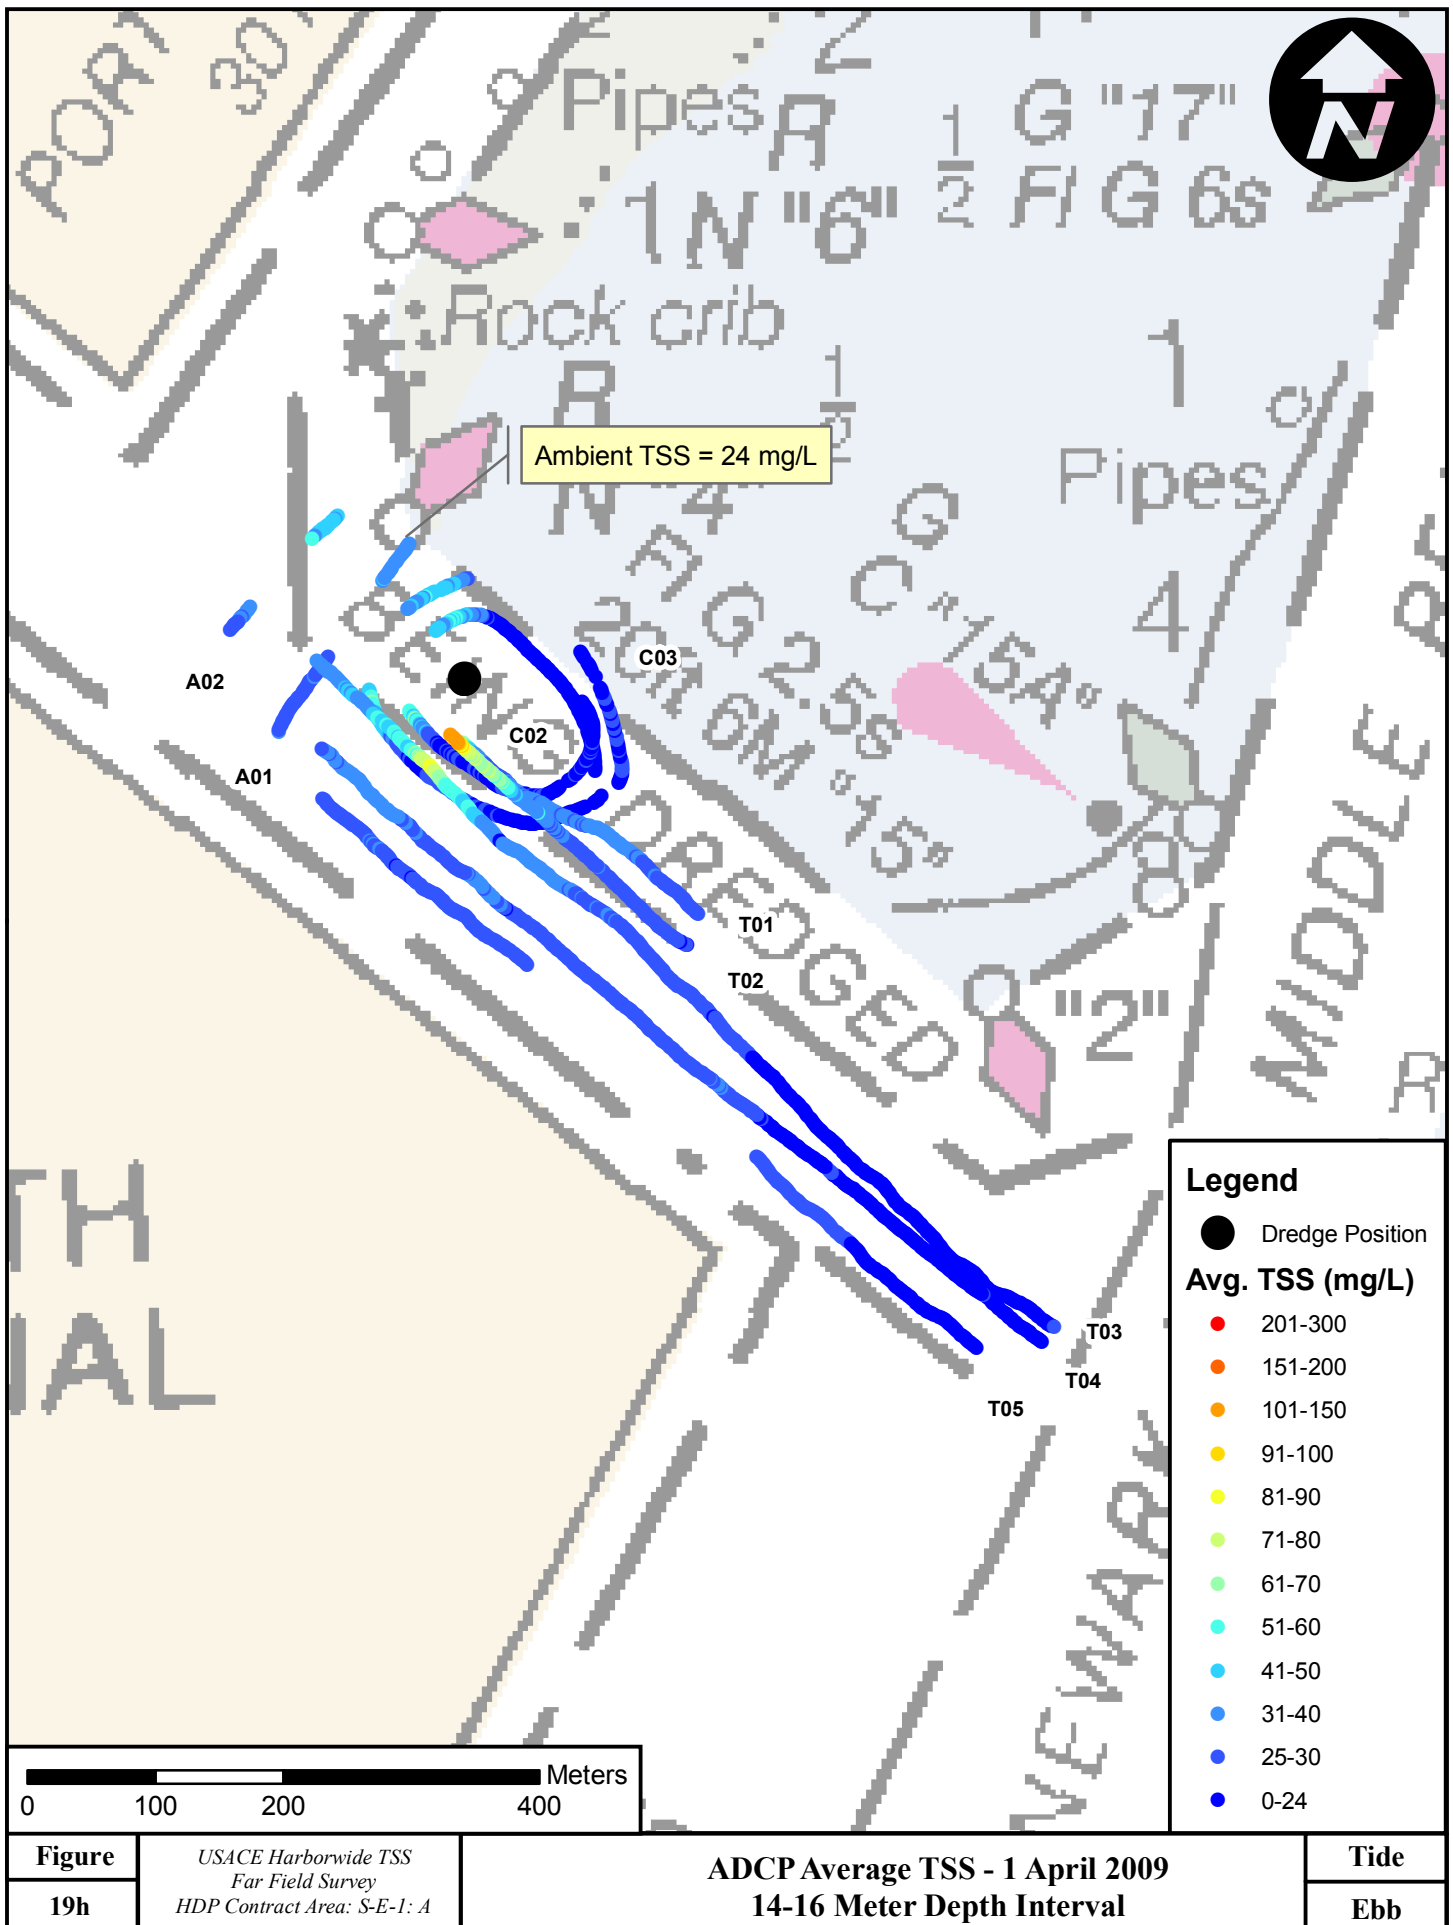 PORT
30
Pipes
R
2
1/2
G "17"
Fl G 6s
1 N "6"
Rock crib
R
N "4"
1/2
1
Pipes
Ambient TSS = 24 mg/L
Fl G 2.5s
20ft 6M "15"
G
C "15A"
4
BEING DREDGED
MIDDLE
A02
A01
C03
C02
T01
T02
"2"
R
TH
T03
T04
T05
NEWARK
Legend
Dredge Position
Avg. TSS (mg/L)
201-300
151-200
101-150
91-100
81-90
71-80
61-70
51-60
41-50
31-40
25-30
0-24
Meters
0 100 200 400
Figure
19h
USACE Harborwide TSS
Far Field Survey
HDP Contract Area: S-E-1: A
ADCP Average TSS - 1 April 2009
14-16 Meter Depth Interval
Tide
Ebb
N